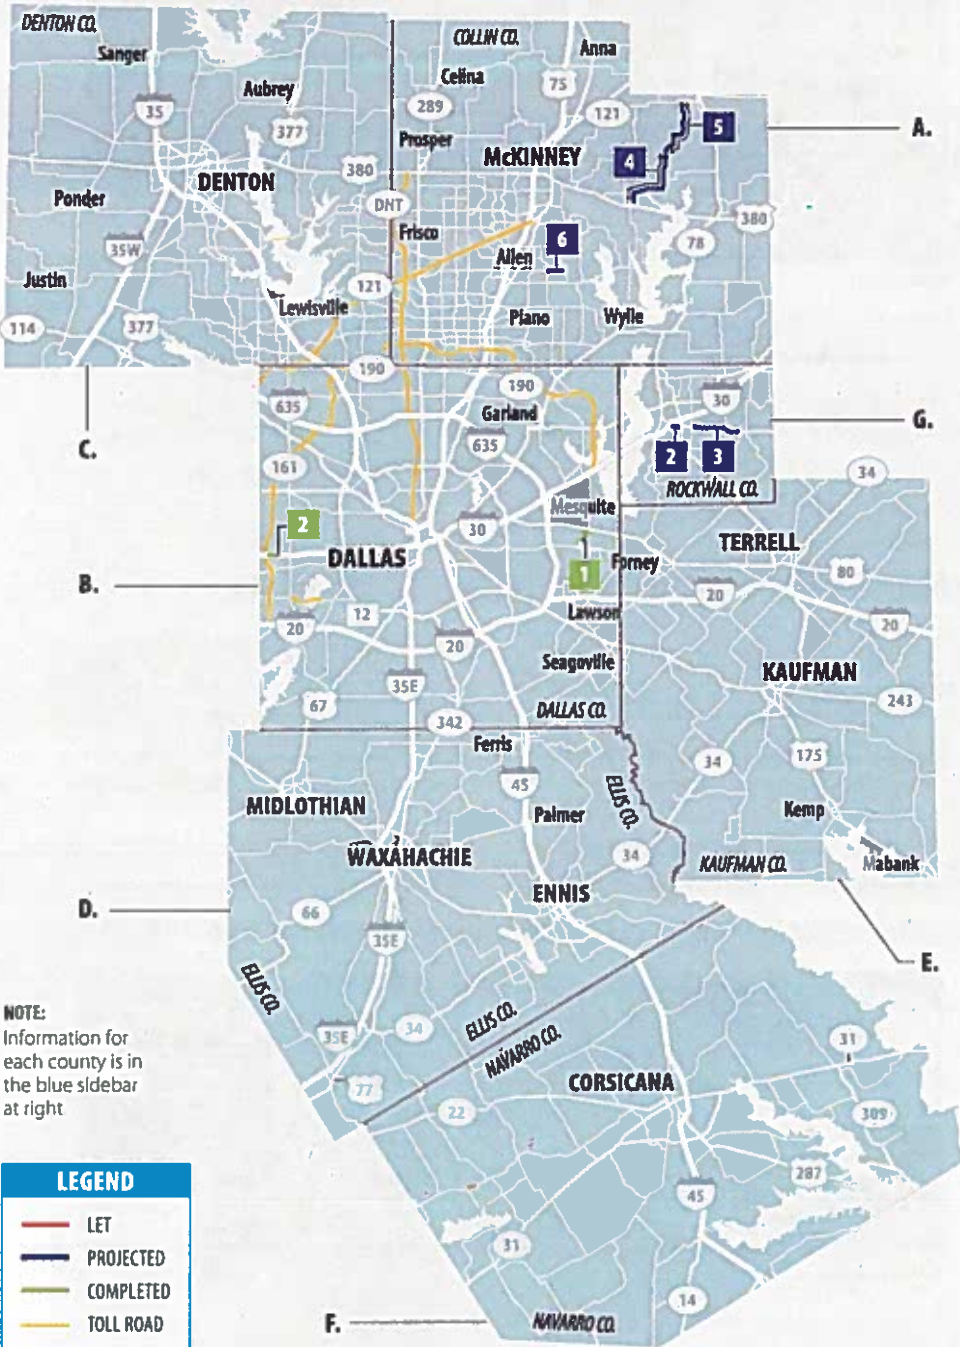 DENTON CO.
COLLIN CO.
Sanger
Anna
Celina
Aubrey
35
75
289
121
377
5
A.
Prosper
McKINNEY
4
380
DENTON
Ponder
DNT
380
Frisco
6
78
35W
Allen
Justin
121
Lewisville
Plano
Wylie
114
377
190
190
30
635
Garland
G.
C.
635
2
3
161
34
ROCKWALL CO.
Mesquite
2
30
TERRELL
DALLAS
Forney
80
B.
1
20
12
Lawson
20
20
20
Seagoville
KAUFMAN
35E
243
67
DALLAS CO.
342
Ferris
34
175
45
MIDLOTHIAN
ELLIS CO.
Kemp
Palmer
WAXAHACHIE
34
KAUFMAN CO.
Mabank
ENNIS
D.
66
35E
E.
ELLIS CO.
NOTE:
Information for
each county is in
the blue sidebar
at right
ELLIS CO.
35E
34
NAVARRO CO.
31
CORSICANA
77
22
309
287
LEGEND
45
LET
31
PROJECTED
COMPLETED
14
TOLL ROAD
F.
NAVARRO CO.